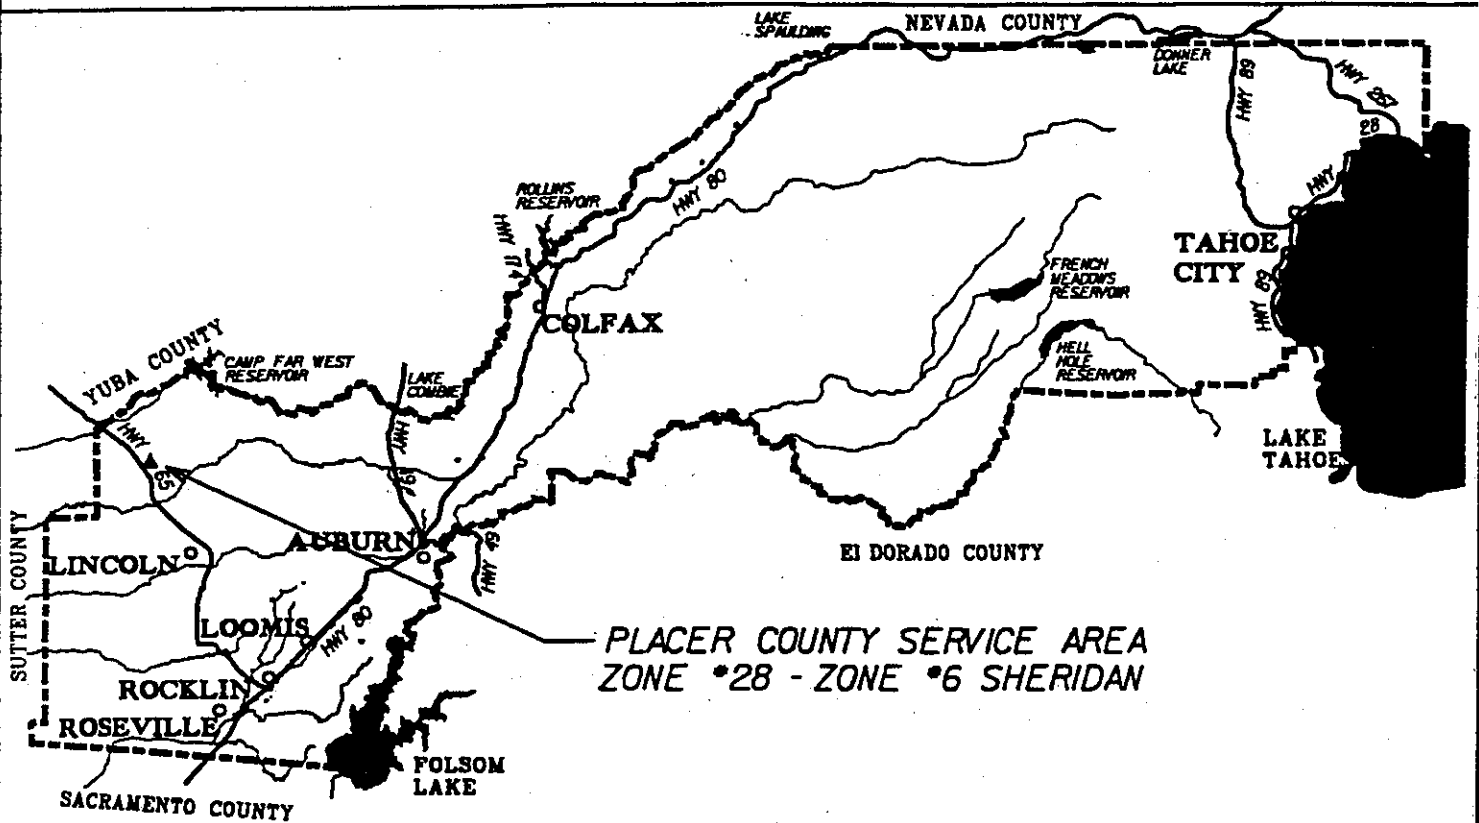 LAKE
SPAULDING
NEVADA COUNTY
DONNER
LAKE
HWY 89
HWY 267
28
HWY
ROLLINS
RESERVOIR
HWY 80
HWY 174
TAHOE
CITY
HWY 89
FRENCH
MEADOWS
RESERVOIR
COLFAX
YUBA COUNTY
CAMP FAR WEST
RESERVOIR
LAKE
COMBIE
HELL
HOLE
RESERVOIR
HWY 65
HWY
LAKE
TAHOE
SUTTER COUNTY
AUBURN
HWY 49
El DORADO COUNTY
LINCOLN
LOOMIS
HWY 80
PLACER COUNTY SERVICE AREA
ZONE #28 - ZONE #6 SHERIDAN
ROCKLIN
ROSEVILLE
FOLSOM
LAKE
SACRAMENTO COUNTY